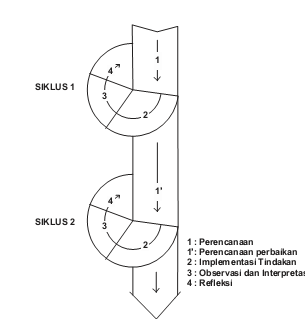 1
4
SIKLUS 1
3
2
1'
4
SIKLUS 2
3
2
1 : Perencanaan
1': Perencanaan perbaikan
2 : Implementasi Tindakan
3 : Observasi dan Interpretas
4 : Refleksi